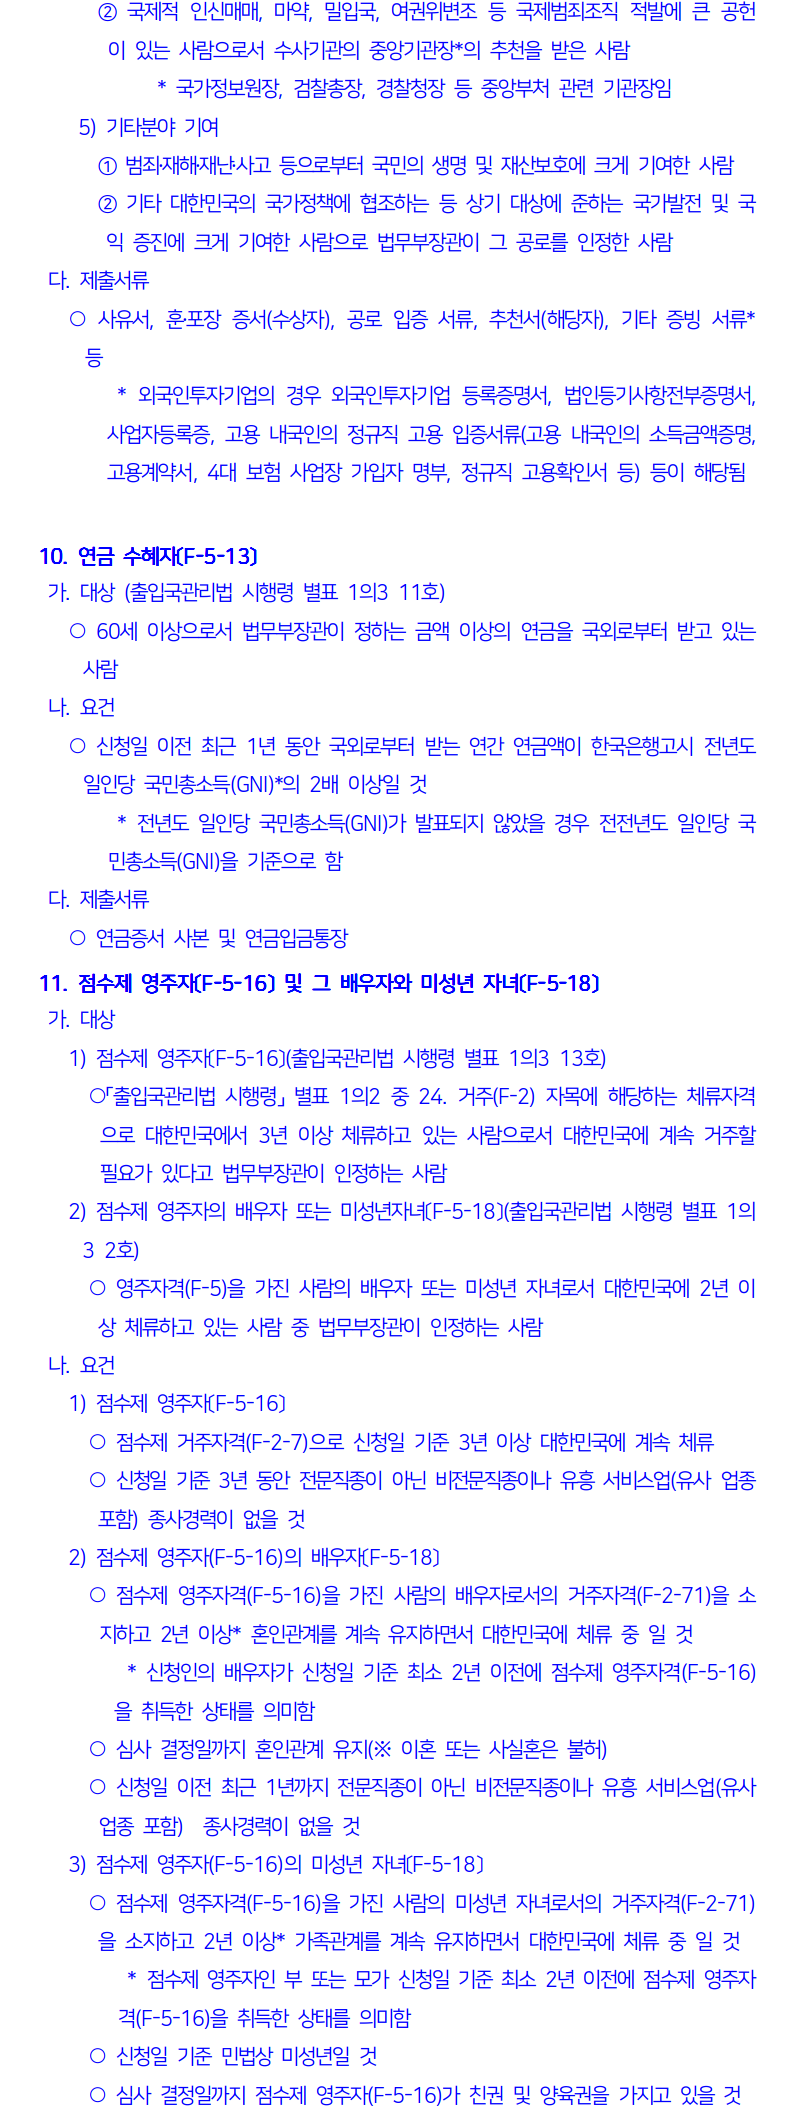 ② 국제적 인신매매, 마약, 밀입국, 여권위변조 등 국제범죄조직 적발에 큰 공헌
이 있는 사람으로서 수사기관의 중앙기관장*의 추천을 받은 사람
* 국가정보원장, 검찰총장, 경찰청장 등 중앙부처 관련 기관장임
5) 기타분야 기여
① 범죄·재해·재난·사고 등으로부터 국민의 생명 및 재산보호에 크게 기여한 사람
② 기타 대한민국의 국가정책에 협조하는 등 상기 대상에 준하는 국가발전 및 국
익 증진에 크게 기여한 사람으로 법무부장관이 그 공로를 인정한 사람
다. 제출서류
○ 사유서, 훈·포장 증서(수상자), 공로 입증 서류, 추천서(해당자), 기타 증빙 서류*
등
* 외국인투자기업의 경우 외국인투자기업 등록증명서, 법인등기사항전부증명서,
사업자등록증, 고용 내국인의 정규직 고용 입증서류(고용 내국인의 소득금액증명,
고용계약서, 4대 보험 사업장 가입자 명부, 정규직 고용확인서 등) 등이 해당됨
10. 연금 수혜자〔F-5-13〕
가. 대상 (출입국관리법 시행령 별표 1의3 11호)
○ 60세 이상으로서 법무부장관이 정하는 금액 이상의 연금을 국외로부터 받고 있는
사람
나. 요건
○ 신청일 이전 최근 1년 동안 국외로부터 받는 연간 연금액이 한국은행고시 전년도
일인당 국민총소득(GNI)*의 2배 이상일 것
* 전년도 일인당 국민총소득(GNI)가 발표되지 않았을 경우 전전년도 일인당 국
민총소득(GNI)을 기준으로 함
다. 제출서류
○ 연금증서 사본 및 연금입금통장
11. 점수제 영주자〔F-5-16〕 및 그 배우자와 미성년 자녀〔F-5-18〕
가. 대상
1) 점수제 영주자〔F-5-16〕(출입국관리법 시행령 별표 1의3 13호)
○「출입국관리법 시행령」 별표 1의2 중 24. 거주(F-2) 자목에 해당하는 체류자격
으로 대한민국에서 3년 이상 체류하고 있는 사람으로서 대한민국에 계속 거주할
필요가 있다고 법무부장관이 인정하는 사람
2) 점수제 영주자의 배우자 또는 미성년자녀〔F-5-18〕(출입국관리법 시행령 별표 1의
3 2호)
○ 영주자격(F-5)을 가진 사람의 배우자 또는 미성년 자녀로서 대한민국에 2년 이
상 체류하고 있는 사람 중 법무부장관이 인정하는 사람
나. 요건
1) 점수제 영주자〔F-5-16〕
○ 점수제 거주자격(F-2-7)으로 신청일 기준 3년 이상 대한민국에 계속 체류
○ 신청일 기준 3년 동안 전문직종이 아닌 비전문직종이나 유흥 서비스업(유사 업종
포함) 종사경력이 없을 것
2) 점수제 영주자(F-5-16)의 배우자〔F-5-18〕
○ 점수제 영주자격(F-5-16)을 가진 사람의 배우자로서의 거주자격(F-2-71)을 소
지하고 2년 이상* 혼인관계를 계속 유지하면서 대한민국에 체류 중 일 것
* 신청인의 배우자가 신청일 기준 최소 2년 이전에 점수제 영주자격(F-5-16)
을 취득한 상태를 의미함
○ 심사 결정일까지 혼인관계 유지(※ 이혼 또는 사실혼은 불허)
○ 신청일 이전 최근 1년까지 전문직종이 아닌 비전문직종이나 유흥 서비스업(유사
업종 포함) 종사경력이 없을 것
3) 점수제 영주자(F-5-16)의 미성년 자녀〔F-5-18〕
○ 점수제 영주자격(F-5-16)을 가진 사람의 미성년 자녀로서의 거주자격(F-2-71)
을 소지하고 2년 이상* 가족관계를 계속 유지하면서 대한민국에 체류 중 일 것
* 점수제 영주자인 부 또는 모가 신청일 기준 최소 2년 이전에 점수제 영주자
격(F-5-16)을 취득한 상태를 의미함
○ 신청일 기준 민법상 미성년일 것
○ 심사 결정일까지 점수제 영주자(F-5-16)가 친권 및 양육권을 가지고 있을 것